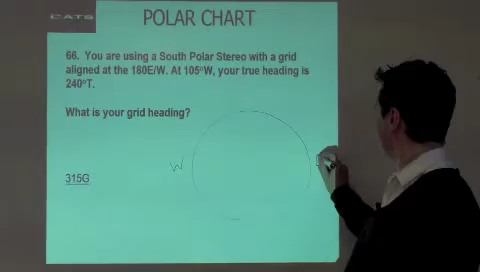 CATS
POLAR CHART
66. You are using a South Polar Stereo with a grid
aligned at the 180E/W. At 105°W, your true heading is
240°T.
What is your grid heading?
W
315G